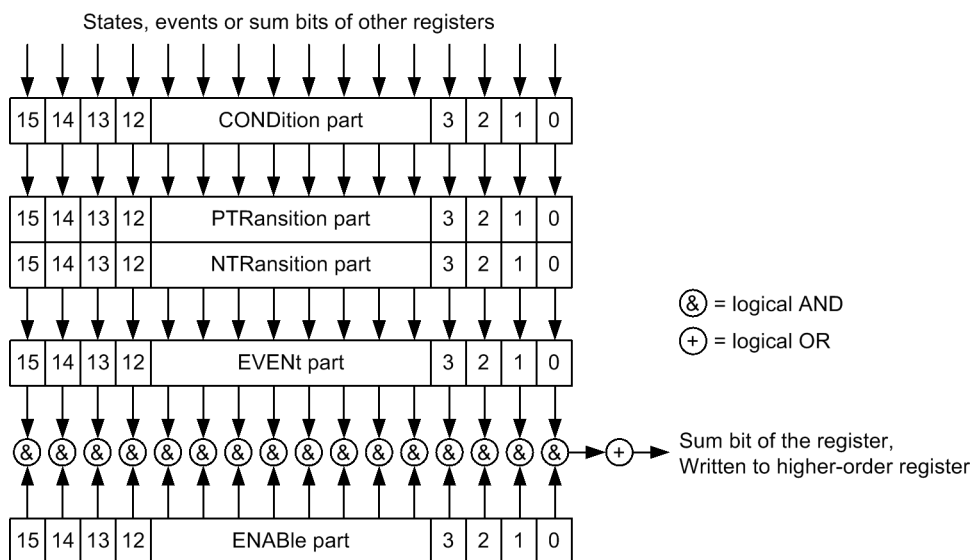 States, events or sum bits of other registers
15 14 13 12 CONDition part 3 2 1 0
15 14 13 12 PTRansition part 3 2 1 0
15 14 13 12 NTRansition part 3 2 1 0
& = logical AND
+ = logical OR
15 14 13 12 EVENt part 3 2 1 0
& & & & & & & & & & & & & & & & +
Sum bit of the register,
Written to higher-order register
15 14 13 12 ENABle part 3 2 1 0